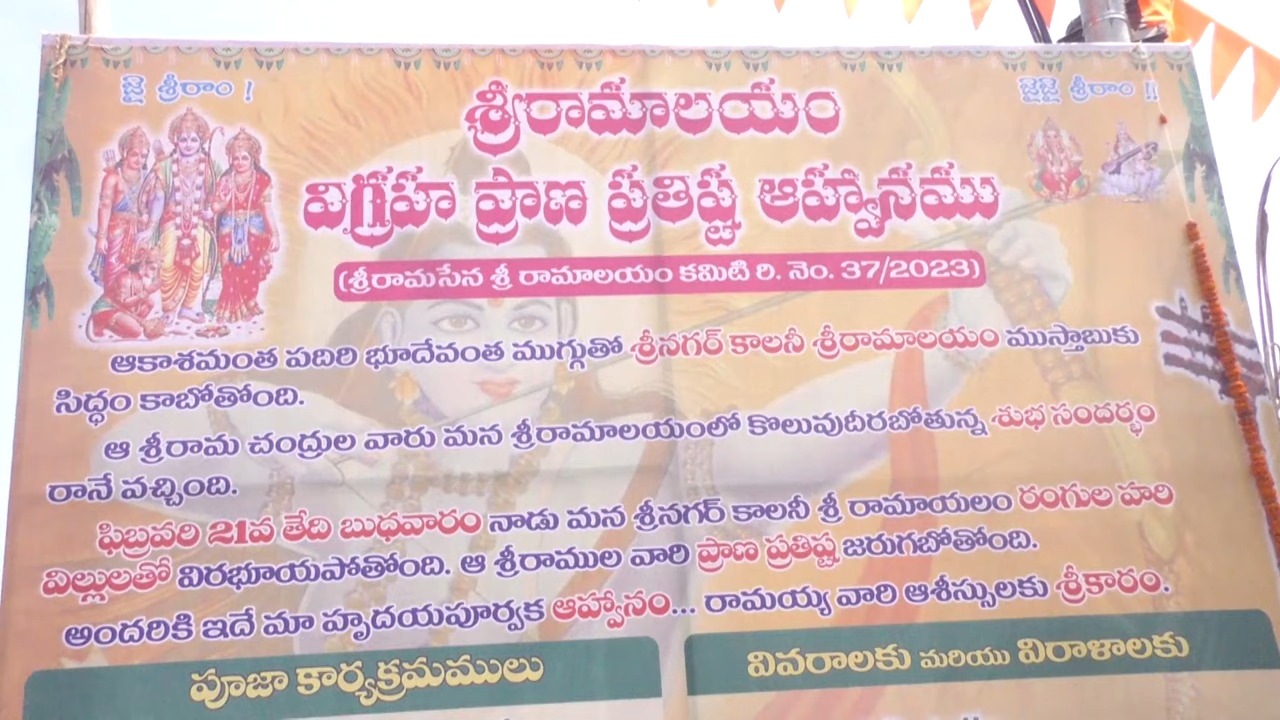 జై శ్రీరాం !
జైజై శ్రీరాం !!
శ్రీరామాలయం
విగ్రహ ప్రాణ ప్రతిష్ట ఆహ్వానము
(శ్రీరామసేన శ్రీ రామాలయం కమిటి రి. నెం. 37/2023)
ఆకాశమంత పదిరి భూదేవంత ముగ్గుతో శ్రీనగర్ కాలనీ శ్రీరామాలయం ముస్తాబుకు
సిద్ధం కాబోతోంది.
ఆ శ్రీరామ చంద్రుల వారు మన శ్రీరామాలయంలో కొలువుదీరబోతున్న శుభ సందర్భం
రానే వచ్చింది.
ఫిబ్రవరి 21వ తేది బుధవారం నాడు మన శ్రీనగర్ కాలనీ శ్రీ రామాయలం రంగుల హరి
విల్లులతో విరభూయపోతోంది. ఆ శ్రీరాముల వారి ప్రాణ ప్రతిష్ట జరుగబోతోంది.
అందరికి ఇదే మా హృదయపూర్వక ఆహ్వానం... రామయ్య వారి ఆశీస్సులకు శ్రీకారం.
పూజా కార్యక్రమములు
వివరాలకు మరియు విరాళాలకు